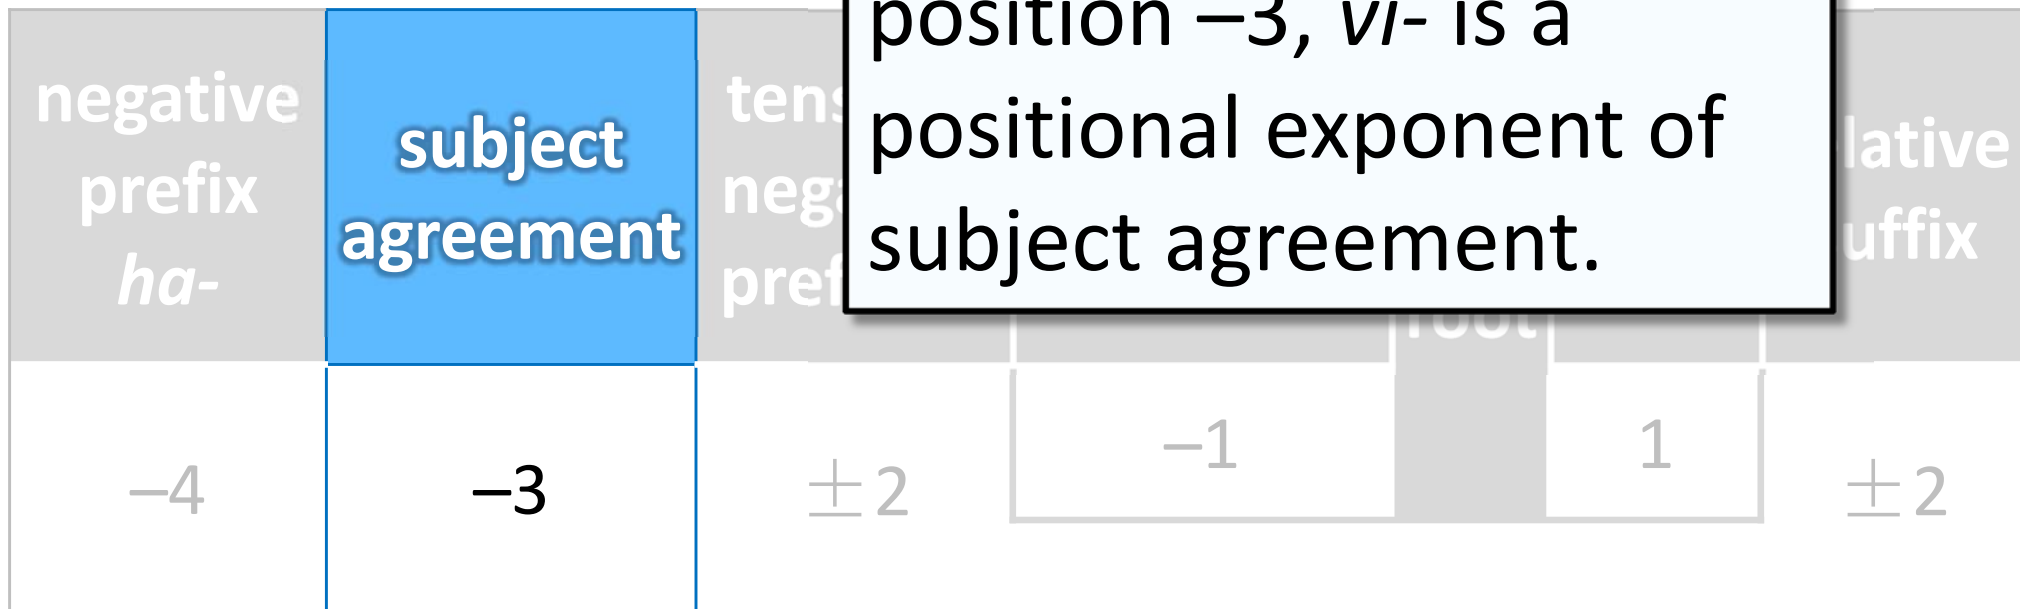 negative
prefix
ha-
subject
agreement
position –3, vi- is a
positional exponent of
subject agreement.
root
–4
–3
±2
–1
1
±2